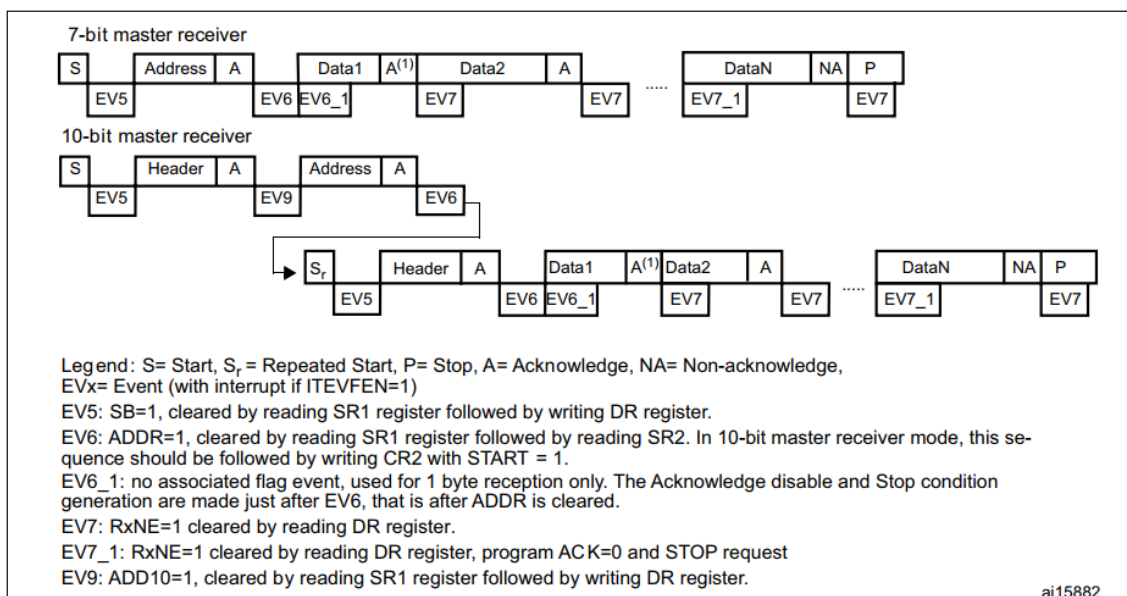 7-bit master receiver
S Address A Data1 A(1) Data2 A ..... DataN NA P
EV5 EV6 EV6_1 EV7 EV7 EV7_1 EV7
10-bit master receiver
S Header A Address A
EV5 EV9 EV6
Sr Header A Data1 A(1) Data2 A ..... DataN NA P
EV5 EV6 EV6_1 EV7 EV7 EV7_1 EV7
Legend: S= Start, Sr = Repeated Start, P= Stop, A= Acknowledge, NA= Non-acknowledge,
EVx= Event (with interrupt if ITEVFEN=1)
EV5: SB=1, cleared by reading SR1 register followed by writing DR register.
EV6: ADDR=1, cleared by reading SR1 register followed by reading SR2. In 10-bit master receiver mode, this se-
quence should be followed by writing CR2 with START = 1.
EV6_1: no associated flag event, used for 1 byte reception only. The Acknowledge disable and Stop condition
generation are made just after EV6, that is after ADDR is cleared.
EV7: RxNE=1 cleared by reading DR register.
EV7_1: RxNE=1 cleared by reading DR register, program ACK=0 and STOP request
EV9: ADD10=1, cleared by reading SR1 register followed by writing DR register.
ai15882